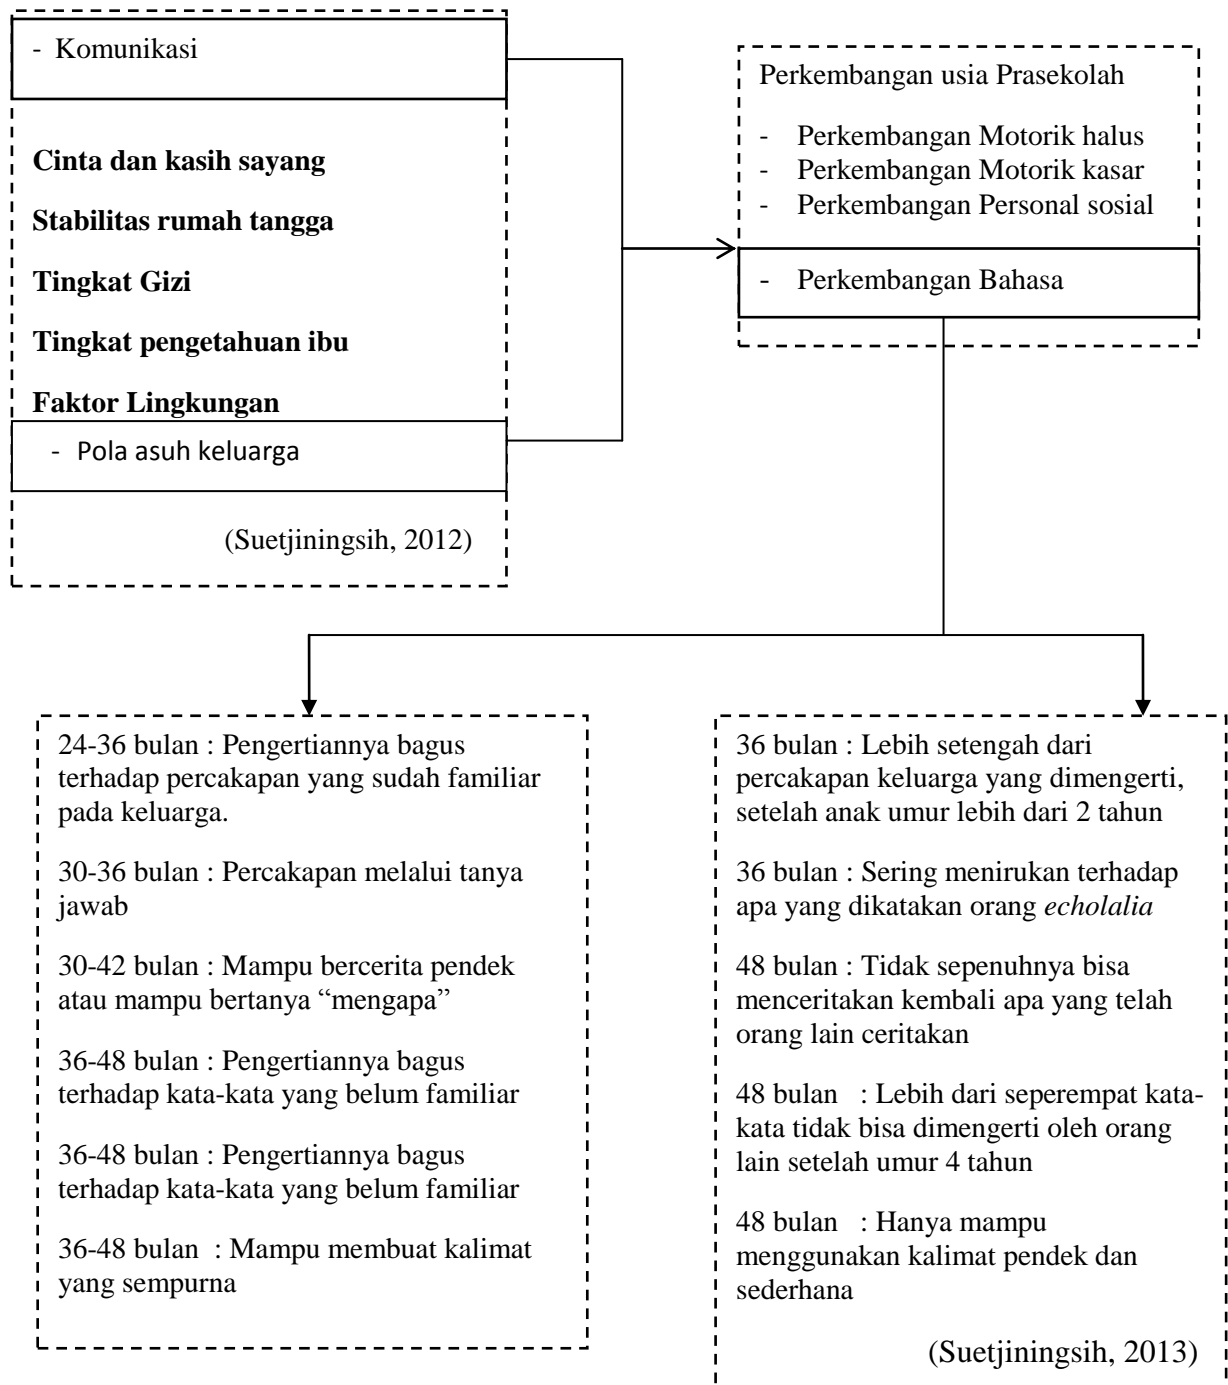 - Komunikasi
Cinta dan kasih sayang
Stabilitas rumah tangga
Tingkat Gizi
Tingkat pengetahuan ibu
Faktor Lingkungan
- Pola asuh keluarga
(Suetjiningsih, 2012)
Perkembangan usia Prasekolah
- Perkembangan Motorik halus
- Perkembangan Motorik kasar
- Perkembangan Personal sosial
- Perkembangan Bahasa
24-36 bulan : Pengertiannya bagus
terhadap percakapan yang sudah familiar
pada keluarga.
30-36 bulan : Percakapan melalui tanya
jawab
30-42 bulan : Mampu bercerita pendek
atau mampu bertanya “mengapa”
36-48 bulan : Pengertiannya bagus
terhadap kata-kata yang belum familiar
36-48 bulan : Pengertiannya bagus
terhadap kata-kata yang belum familiar
36-48 bulan : Mampu membuat kalimat
yang sempurna
36 bulan : Lebih setengah dari
percakapan keluarga yang dimengerti,
setelah anak umur lebih dari 2 tahun
36 bulan : Sering menirukan terhadap
apa yang dikatakan orang echolalia
48 bulan : Tidak sepenuhnya bisa
menceritakan kembali apa yang telah
orang lain ceritakan
48 bulan : Lebih dari seperempat kata-
kata tidak bisa dimengerti oleh orang
lain setelah umur 4 tahun
48 bulan : Hanya mampu
menggunakan kalimat pendek dan
sederhana
(Suetjiningsih, 2013)